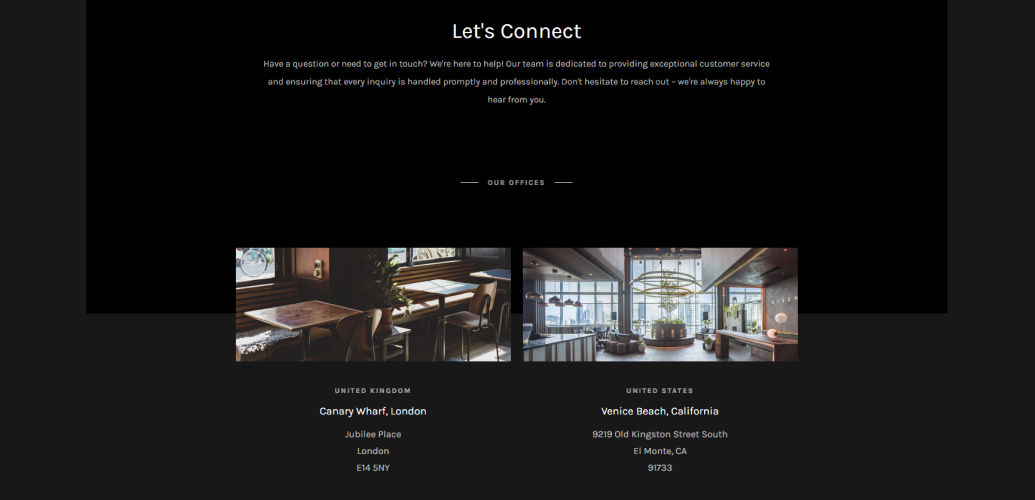 Let's Connect
Have a question or need to get in touch? We're here to help! Our team is dedicated to providing exceptional customer service
and ensuring that every inquiry is handled promptly and professionally. Don't hesitate to reach out – we're always happy to
hear from you.
OUR OFFICES
UNITED KINGDOM
Canary Wharf, London
Jubilee Place
London
E14 5NY
UNITED STATES
Venice Beach, California
9219 Old Kingston Street South
El Monte, CA
91733